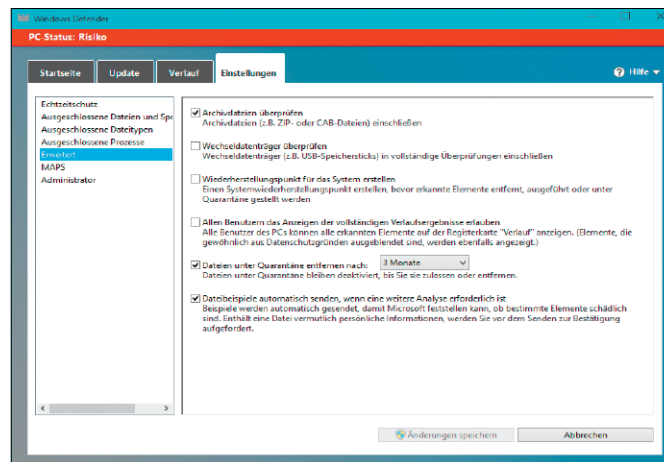 Windows Defender
PC-Status: Risiko
Startseite
Update
Verlauf
Einstellungen
Hilfe
Echtzeitschutz
Ausgeschlossene Dateien und Spe
Ausgeschlossene Dateitypen
Ausgeschlossene Prozesse
Erweitert
MAPS
Administrator
Archivdateien überprüfen
Archivdateien (z.B. ZIP- oder CAB-Dateien) einschließen
Wechseldatenträger überprüfen
Wechseldatenträger (z.B. USB-Speichersticks) in vollständige Überprüfungen einschließen
Wiederherstellungspunkt für das System erstellen
Einen Systemwiederherstellungspunkt erstellen, bevor erkannte Elemente entfernt, ausgeführt oder unter
Quarantäne gestellt werden
Allen Benutzern das Anzeigen der vollständigen Verlaufsergebnisse erlauben
Alle Benutzer des PCs können alle erkannten Elemente auf der Registerkarte "Verlauf" anzeigen. (Elemente, die
gewöhnlich aus Datenschutzgründen ausgeblendet sind, werden ebenfalls angezeigt.)
Dateien unter Quarantäne entfernen nach: 3 Monate
Dateien unter Quarantäne bleiben deaktiviert, bis Sie sie zulassen oder entfernen.
Dateibeispiele automatisch senden, wenn eine weitere Analyse erforderlich ist
Beispiele werden automatisch gesendet, damit Microsoft feststellen kann, ob bestimmte Elemente schädlich
sind. Enthält eine Datei vermutlich persönliche Informationen, werden Sie vor dem Senden zur Bestätigung
aufgefordert.
Änderungen speichern
Abbrechen